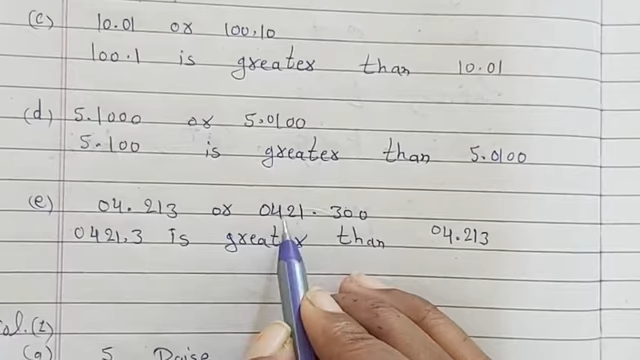 (c) 10.01 or 100.10
100.1 is greater than 10.01
(d) 5.1000 or 5.0100
5.100 is greater than 5.0100
(e) 04.213 or 0421.300
0421.3 is greater than 04.213
ol.(2)
(a) 5 Paise